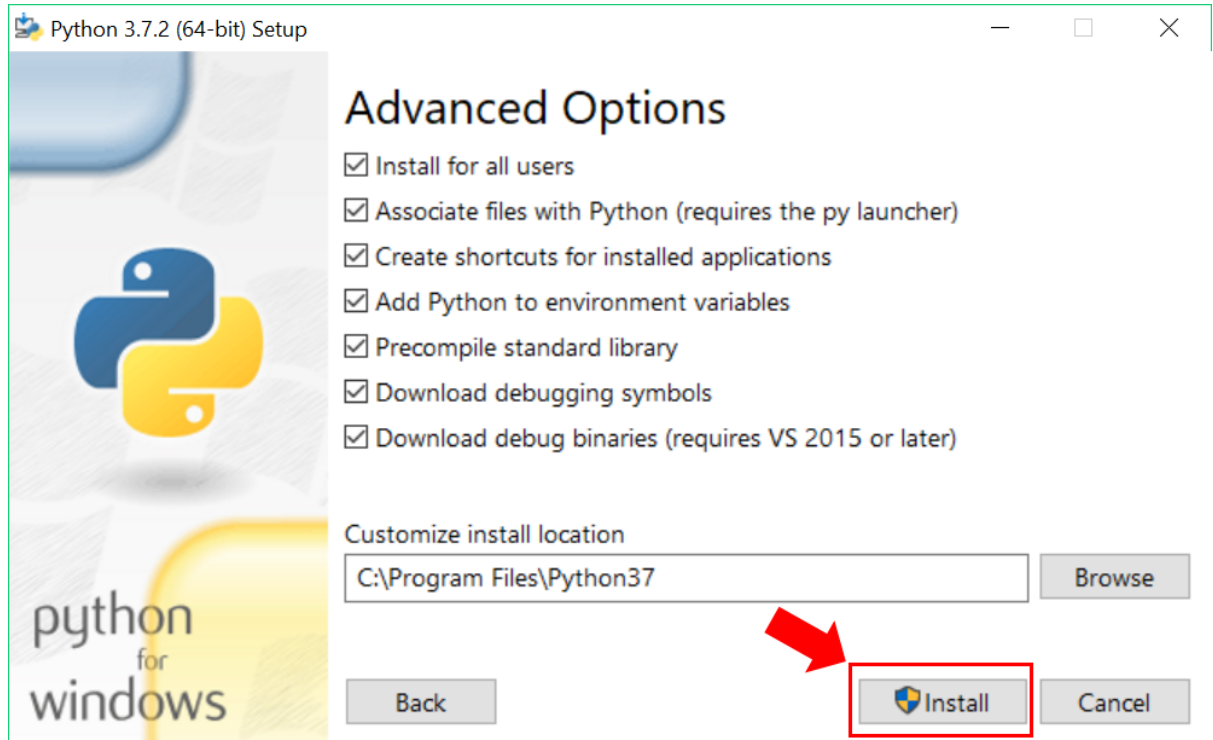 Python 3.7.2 (64-bit) Setup
Advanced Options
Install for all users
Associate files with Python (requires the py launcher)
Create shortcuts for installed applications
Add Python to environment variables
Precompile standard library
Download debugging symbols
Download debug binaries (requires VS 2015 or later)
Customize install location
C:\Program Files\Python37
Browse
python
for
windows
Back
Install
Cancel